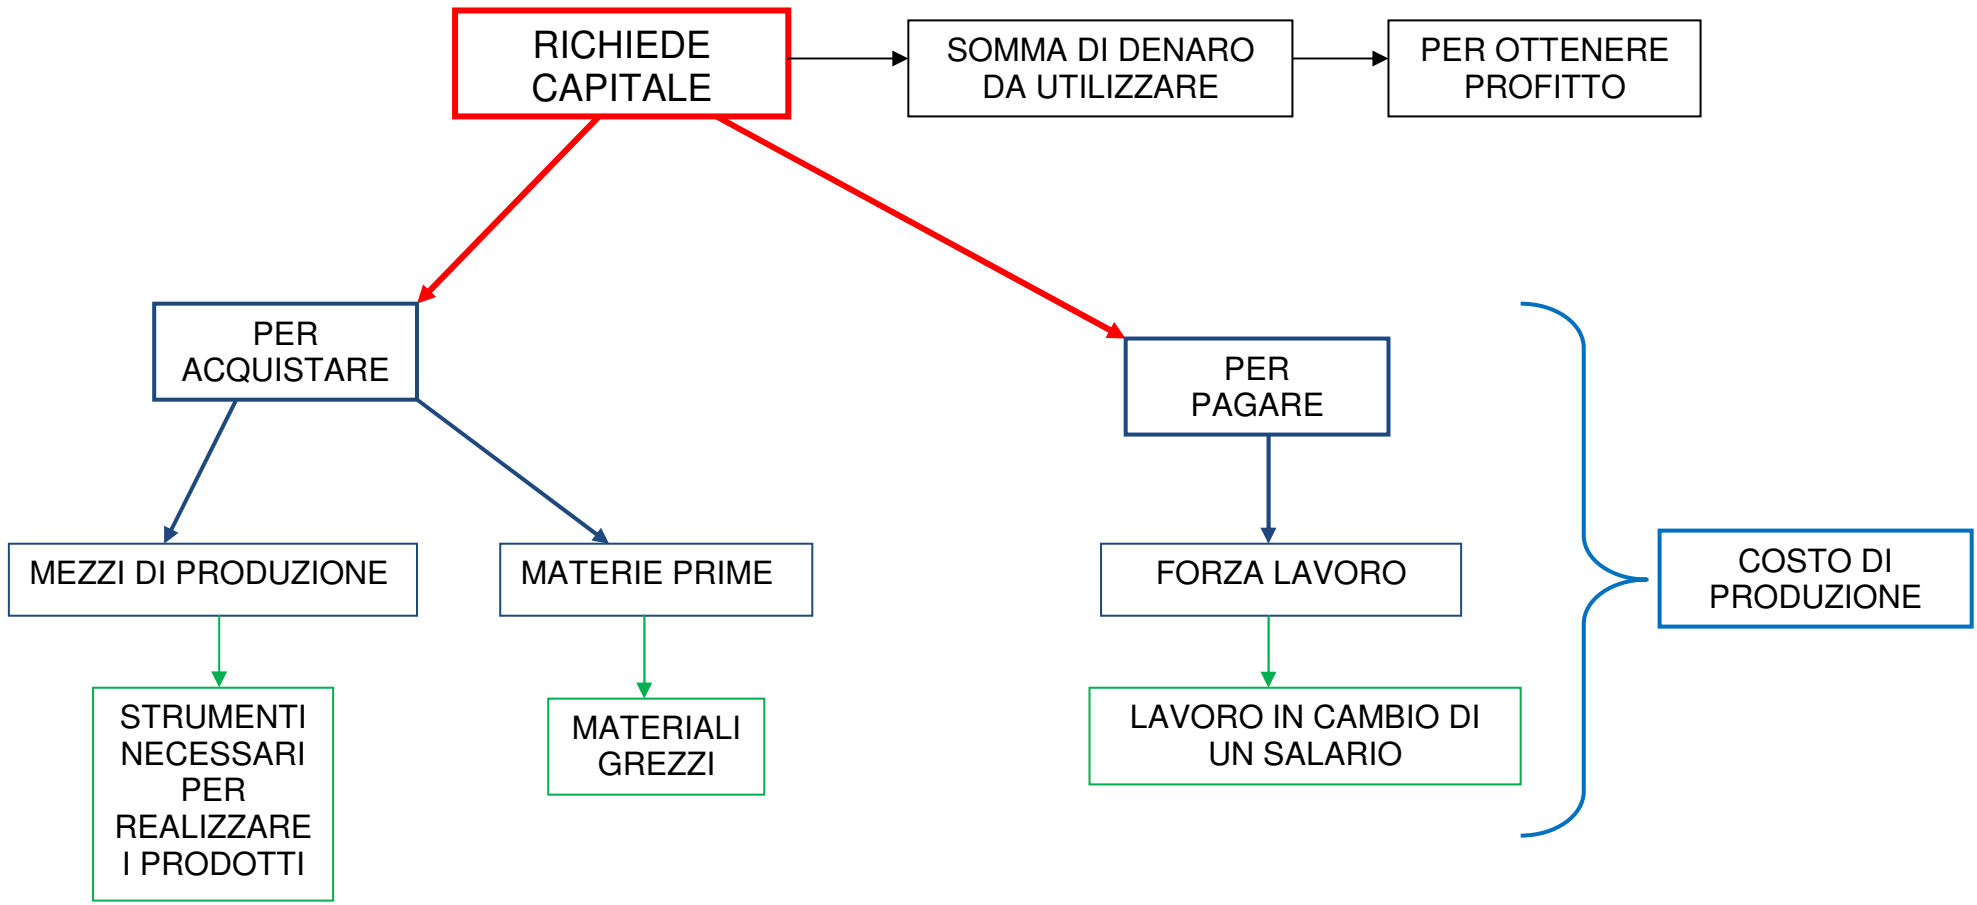 RICHIEDE
CAPITALE
SOMMA DI DENARO
DA UTILIZZARE
PER OTTENERE
PROFITTO
PER
ACQUISTARE
PER
PAGARE
MEZZI DI PRODUZIONE
MATERIE PRIME
FORZA LAVORO
COSTO DI
PRODUZIONE
STRUMENTI
NECESSARI
PER
REALIZZARE
I PRODOTTI
MATERIALI
GREZZI
LAVORO IN CAMBIO DI
UN SALARIO